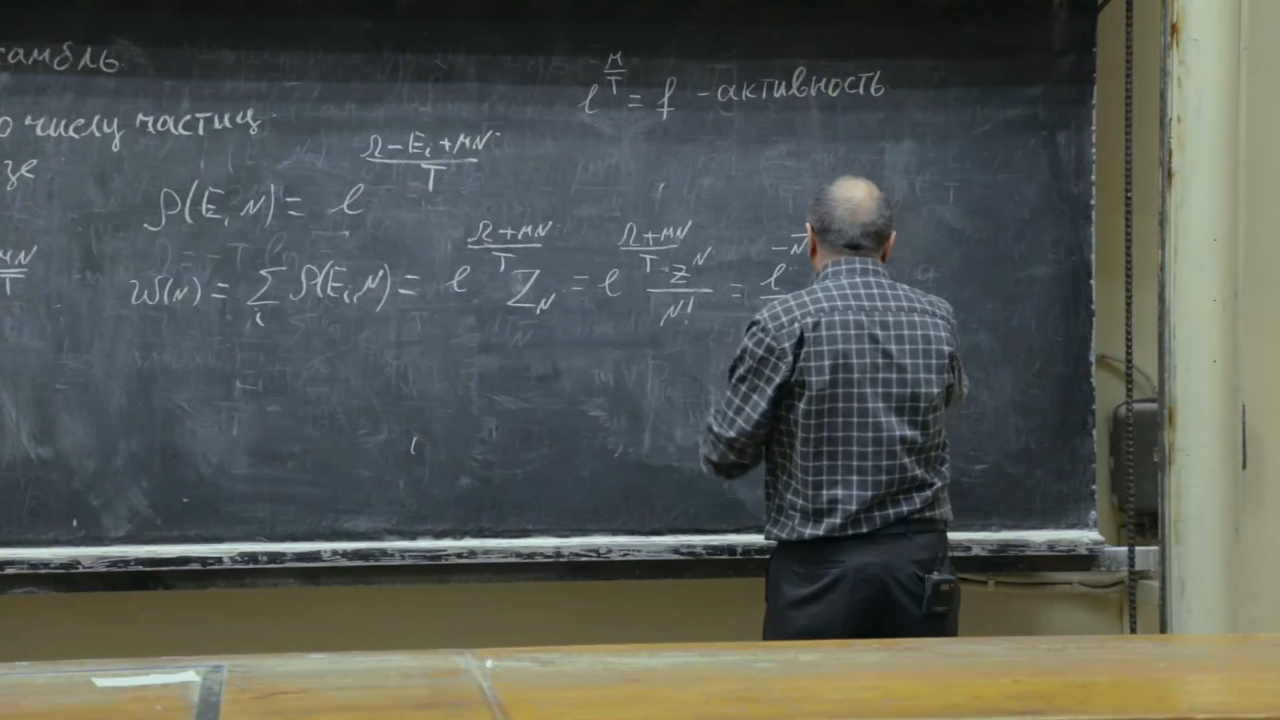 самбль
e^{μ/T} = f - активность
о числу частиц
зе
ρ(E_i N) = e^{(Ω-E_i+μN)/T}
μN/T
w(N) = Σ_i ρ(E_i, N) = e^{(Ω+μN)/T} Z_N = e^{(Ω+μN)/T} z^N/N! = e^{-N̄}